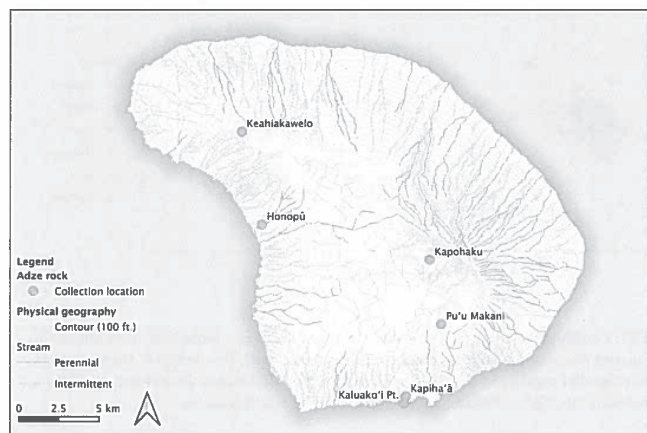 Keahiakawelo
Honopū
Kapohaku
Pu'u Makani
Kapiha'ā
Kaluako'i Pt.
Legend
Adze rock
Collection location
Physical geography
Contour (100 ft.)
Stream
Perennial
Intermittent
0 2.5 5 km